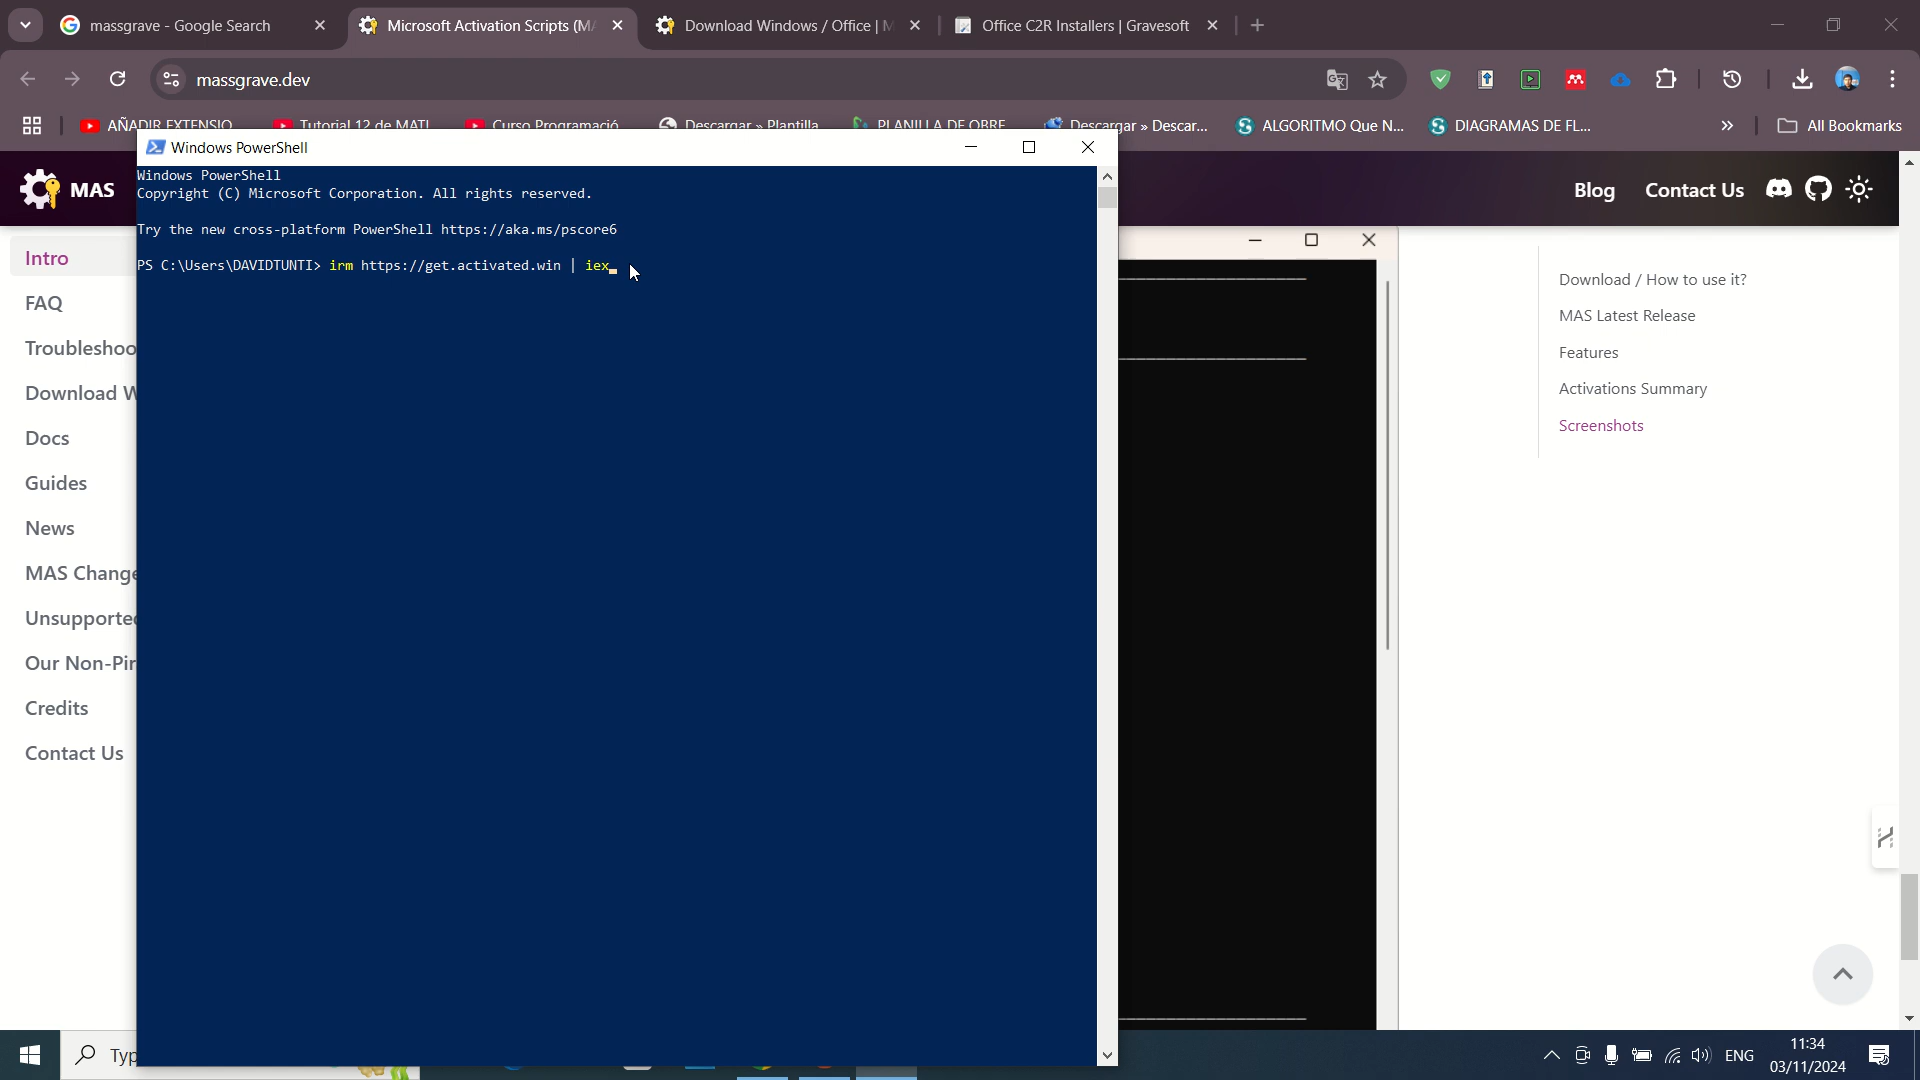 massgrave - Google Search
Microsoft Activation Scripts (MA
Download Windows / Office | M
Office C2R Installers | Gravesoft
massgrave.dev
AÑADIR EXTENSIO...
Tutorial 12 de MATL...
Curso Programació...
Descargar » Plantilla...
PLANILLA DE OBRE...
Descargar » Descar...
ALGORITMO Que N...
DIAGRAMAS DE FL...
All Bookmarks
Windows PowerShell
MAS
Blog
Contact Us
Windows PowerShell
Copyright (C) Microsoft Corporation. All rights reserved.
Try the new cross-platform PowerShell https://aka.ms/pscore6
PS C:\Users\DAVIDTUNTI> irm https://get.activated.win | iex
Intro
FAQ
Troubleshoo
Download W
Docs
Guides
News
MAS Change
Unsupported
Our Non-Pir
Credits
Contact Us
Download / How to use it?
MAS Latest Release
Features
Activations Summary
Screenshots
Typ
ENG
11:34
03/11/2024